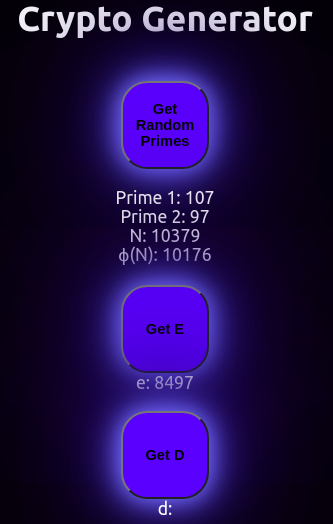 Crypto Generator
Get
Random
Primes
Prime 1: 107
Prime 2: 97
N: 10379
ϕ(N): 10176
Get E
e: 8497
Get D
d: